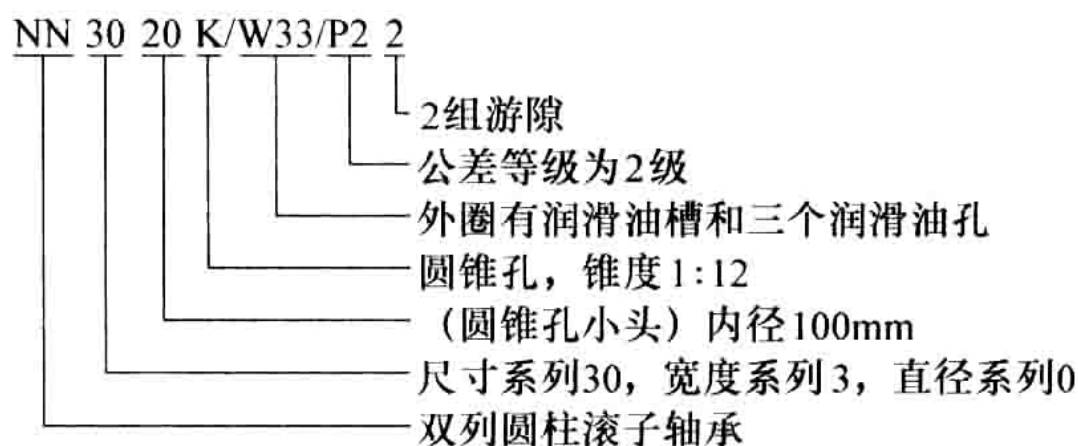 NN 30 20 K/W33/P2 2
2组游隙
公差等级为2级
外圈有润滑油槽和三个润滑油孔
圆锥孔，锥度1:12
（圆锥孔小头）内径100mm
尺寸系列30，宽度系列3，直径系列0
双列圆柱滚子轴承